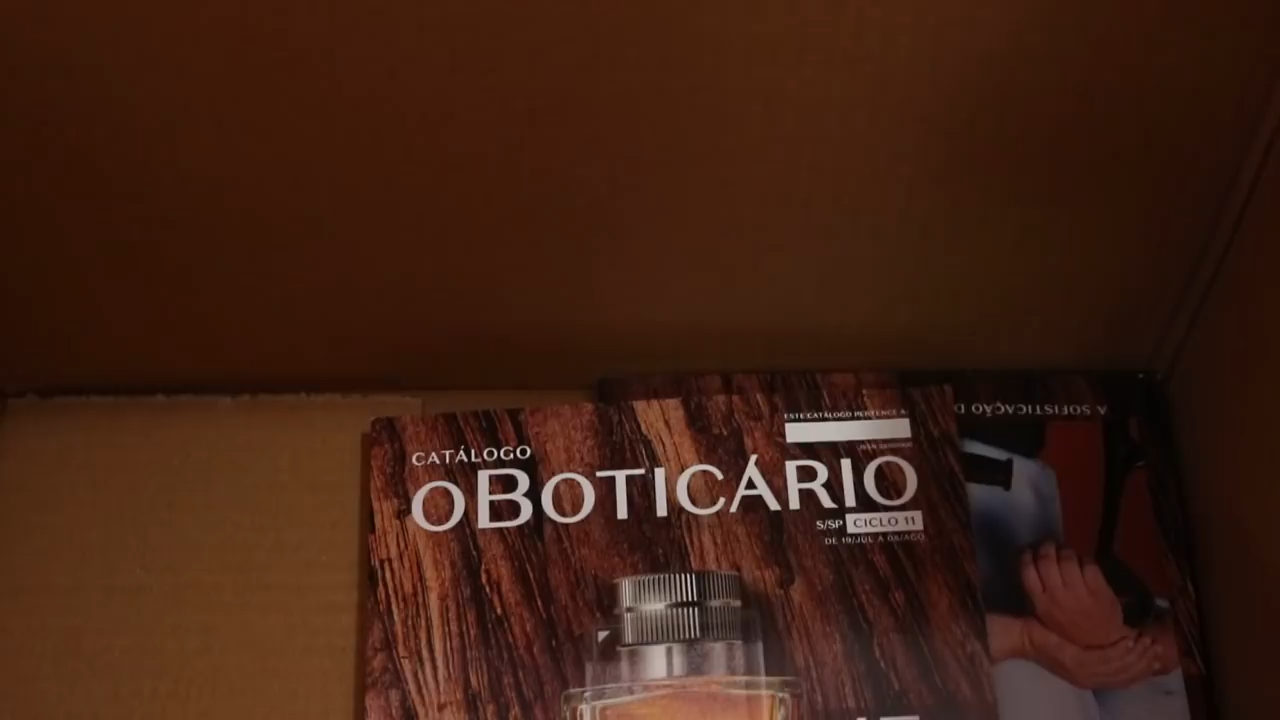 ESTE CATÁLOGO PERTENCE A:
CATÁLOGO
OBOTICÁRIO
S/SP CICLO 11
DE 19/JUL A 08/AGO
A SOFISTICAÇÃO D